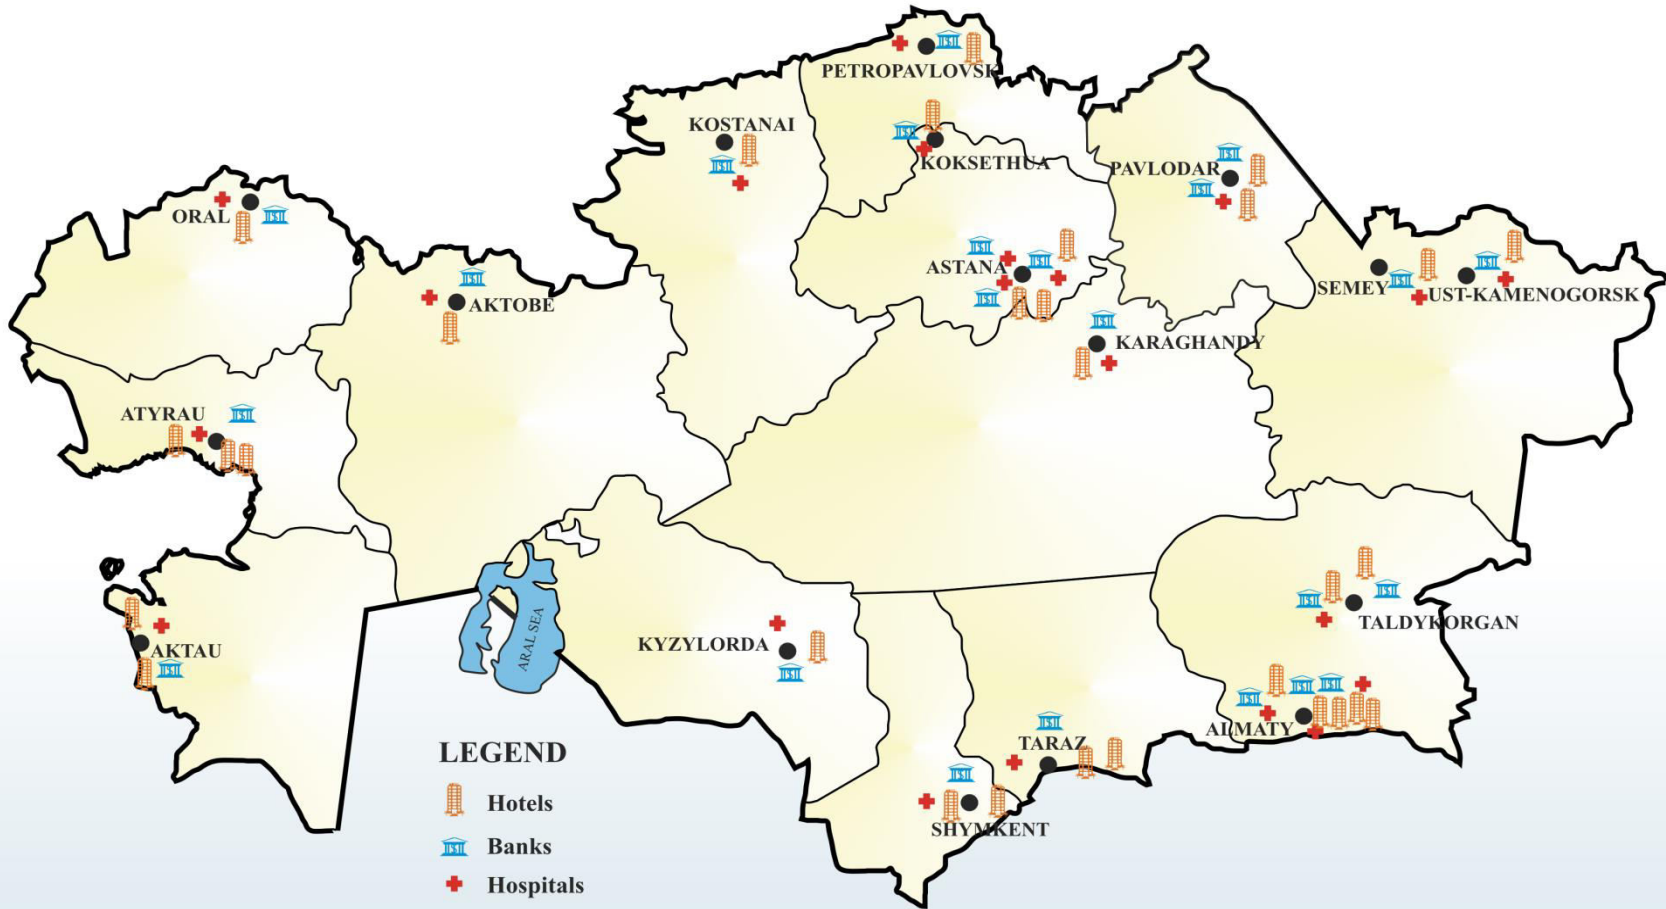 PETROPAVLOVSK
KOSTANAI
KOKSETHUA
PAVLODAR
ORAL
ASTANA
SEMEY
UST-KAMENOGORSK
AKTOBE
KARAGHANDY
ATYRAU
TALDYKORGAN
ARAL SEA
KYZYLORDA
AKTAU
ALMATY
TARAZ
SHYMKENT
LEGEND
Hotels
Banks
Hospitals